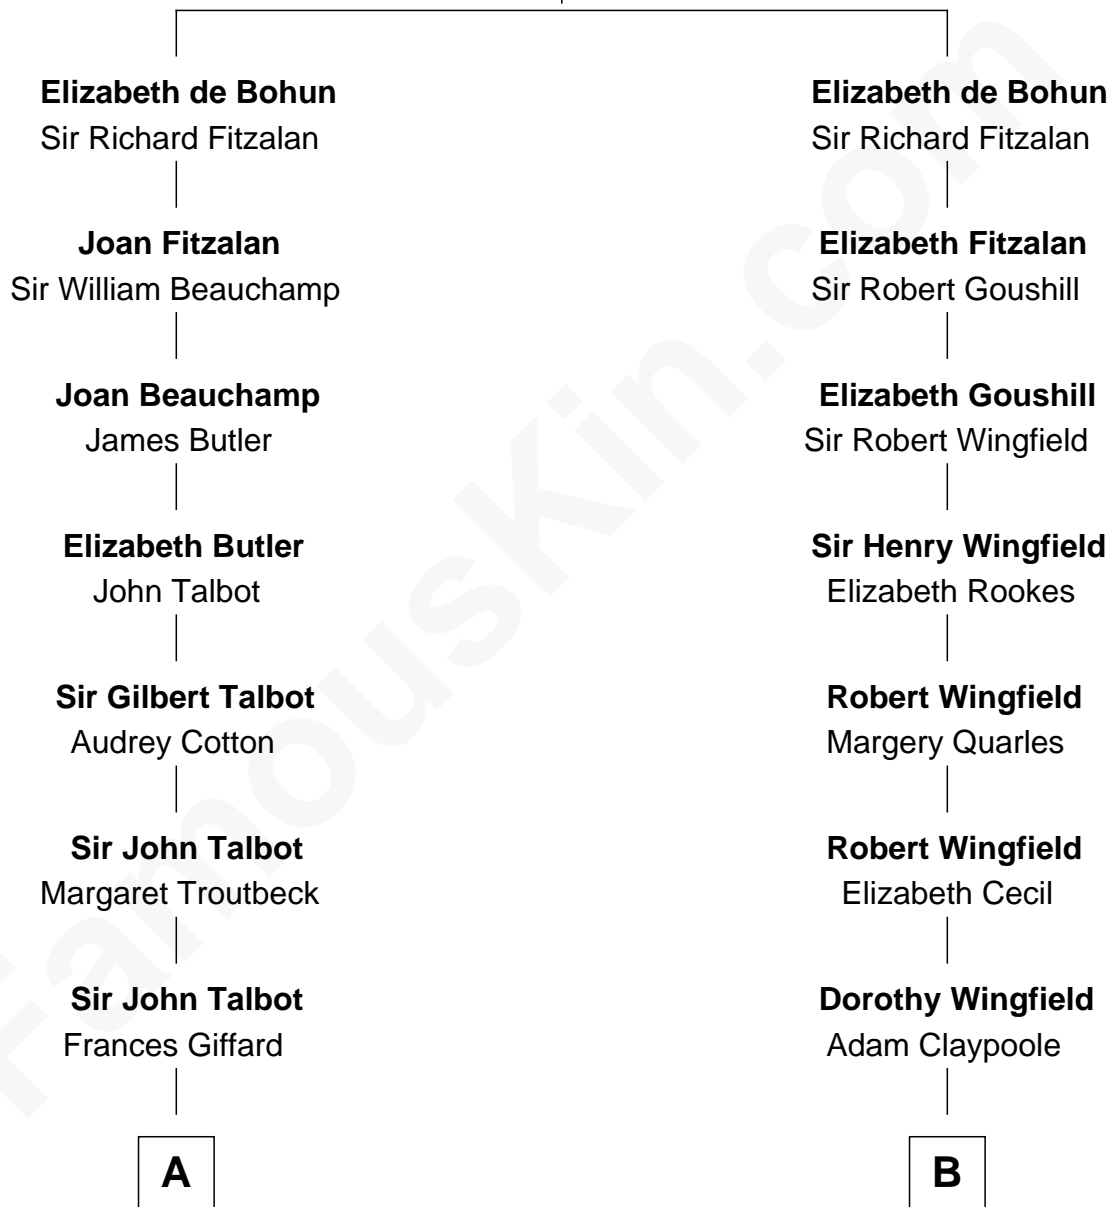 Elizabeth de Bohun
Sir Richard Fitzalan
Joan Fitzalan
Sir William Beauchamp
Joan Beauchamp
James Butler
Elizabeth Butler
John Talbot
Sir Gilbert Talbot
Audrey Cotton
Sir John Talbot
Margaret Troutbeck
Sir John Talbot
Frances Giffard
A
Elizabeth de Bohun
Sir Richard Fitzalan
Elizabeth Fitzalan
Sir Robert Goushill
Elizabeth Goushill
Sir Robert Wingfield
Sir Henry Wingfield
Elizabeth Rookes
Robert Wingfield
Margery Quarles
Robert Wingfield
Elizabeth Cecil
Dorothy Wingfield
Adam Claypoole
B
FamousKin.com